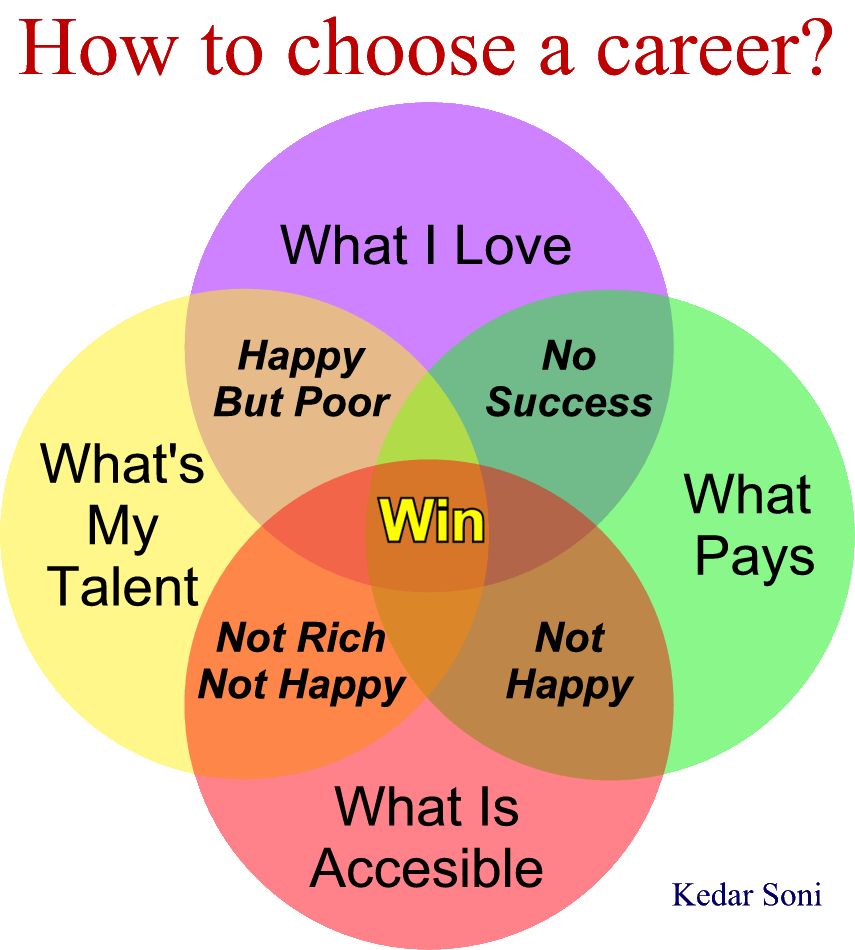 How to choose a career?
What I Love
Happy
But Poor
No
Success
What's
My
Talent
Win
What
Pays
Not Rich
Not Happy
Not
Happy
What Is
Accesible
Kedar Soni